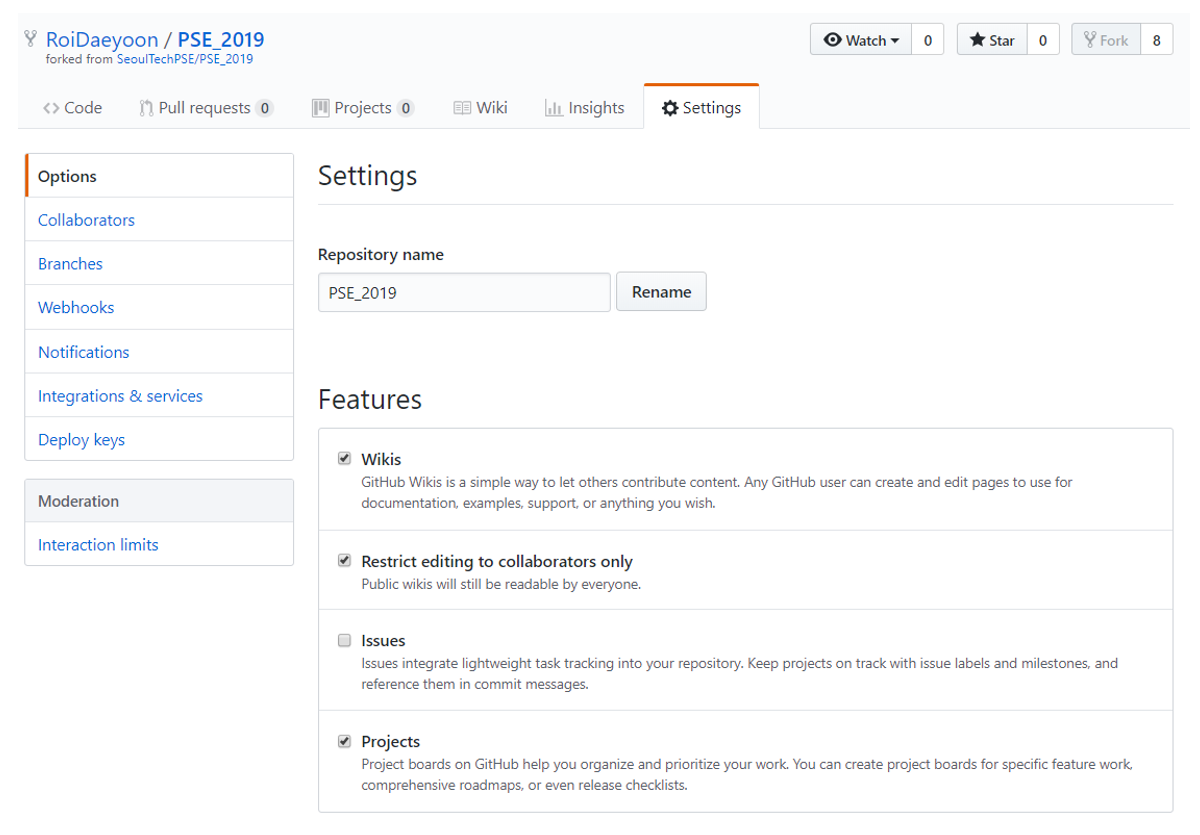 RoiDaeyoon / PSE_2019
forked from SeoulTechPSE/PSE_2019
Watch 0 Star 0 Fork 8
Code Pull requests 0 Projects 0 Wiki Insights Settings
Options
Collaborators
Branches
Webhooks
Notifications
Integrations & services
Deploy keys
Moderation
Interaction limits
Settings
Repository name
PSE_2019 Rename
Features
Wikis
GitHub Wikis is a simple way to let others contribute content. Any GitHub user can create and edit pages to use for
documentation, examples, support, or anything you wish.
Restrict editing to collaborators only
Public wikis will still be readable by everyone.
Issues
Issues integrate lightweight task tracking into your repository. Keep projects on track with issue labels and milestones, and
reference them in commit messages.
Projects
Project boards on GitHub help you organize and prioritize your work. You can create project boards for specific feature work,
comprehensive roadmaps, or even release checklists.